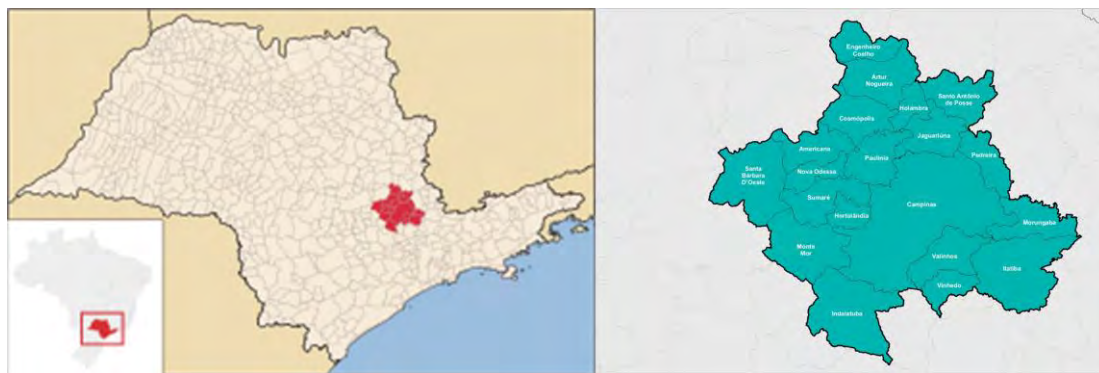 Engenheiro
Coelho
Artur
Nogueira
Holambra
Santo Antônio
de Posse
Cosmópolis
Jaguariúna
Americana
Paulínia
Pedreira
Santa
Bárbara
D'Oeste
Nova Odessa
Sumaré
Campinas
Hortolândia
Morungaba
Monte
Mor
Valinhos
Itatiba
Vinhedo
Indaiatuba